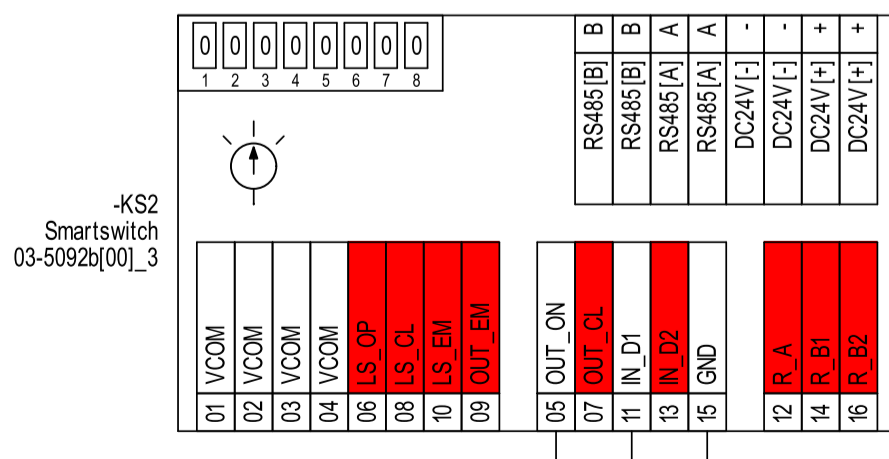 0 0 0 0 0 0 0 0
1 2 3 4 5 6 7 8
B B A A - - + +
RS485[B] RS485[B] RS485[A] RS485[A] DC24V[-] DC24V[-] DC24V[+] DC24V[+]
-KS2
Smartswitch
03-5092b[00]_3
VCOM VCOM VCOM VCOM LS_OP LS_CL LS_EM OUT_EM OUT_ON OUT_CL IN_D1 IN_D2 GND R_A R_B1 R_B2
01 02 03 04 06 08 10 09 05 07 11 13 15 12 14 16